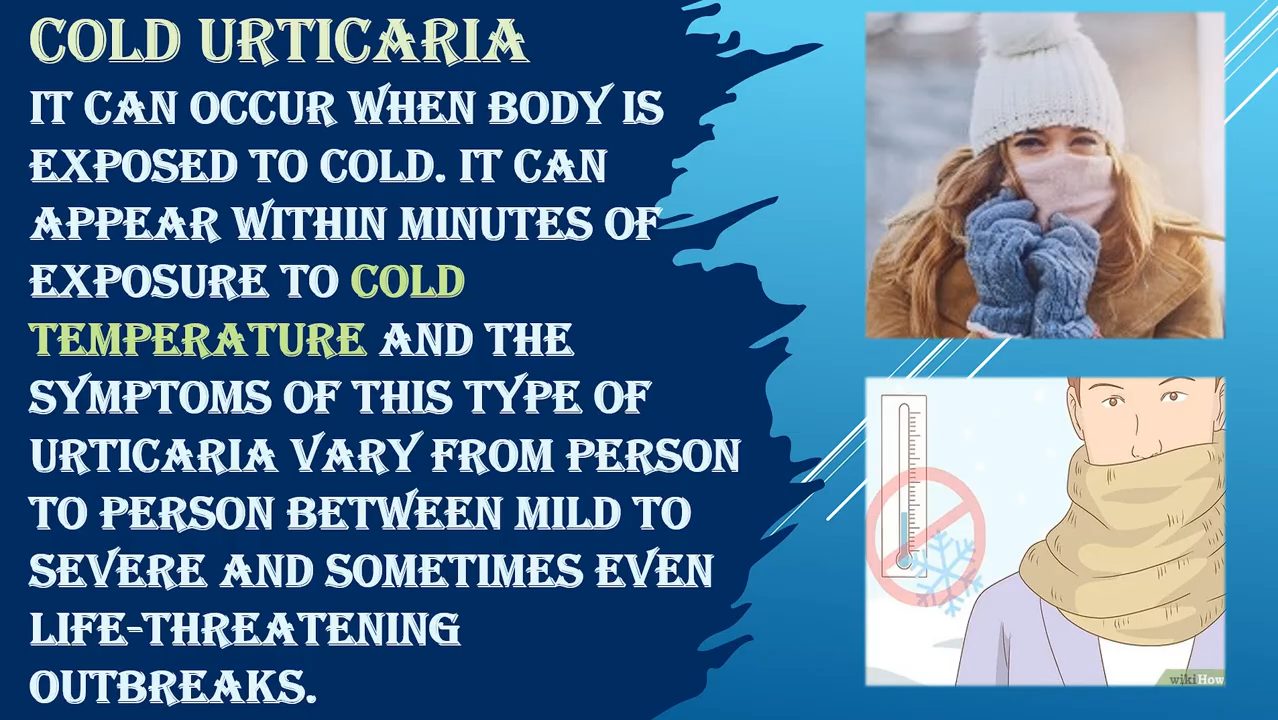 COLD URTICARIA
IT CAN OCCUR WHEN BODY IS
EXPOSED TO COLD. IT CAN
APPEAR WITHIN MINUTES OF
EXPOSURE TO COLD
TEMPERATURE AND THE
SYMPTOMS OF THIS TYPE OF
URTICARIA VARY FROM PERSON
TO PERSON BETWEEN MILD TO
SEVERE AND SOMETIMES EVEN
LIFE-THREATENING
OUTBREAKS.
wikiHow